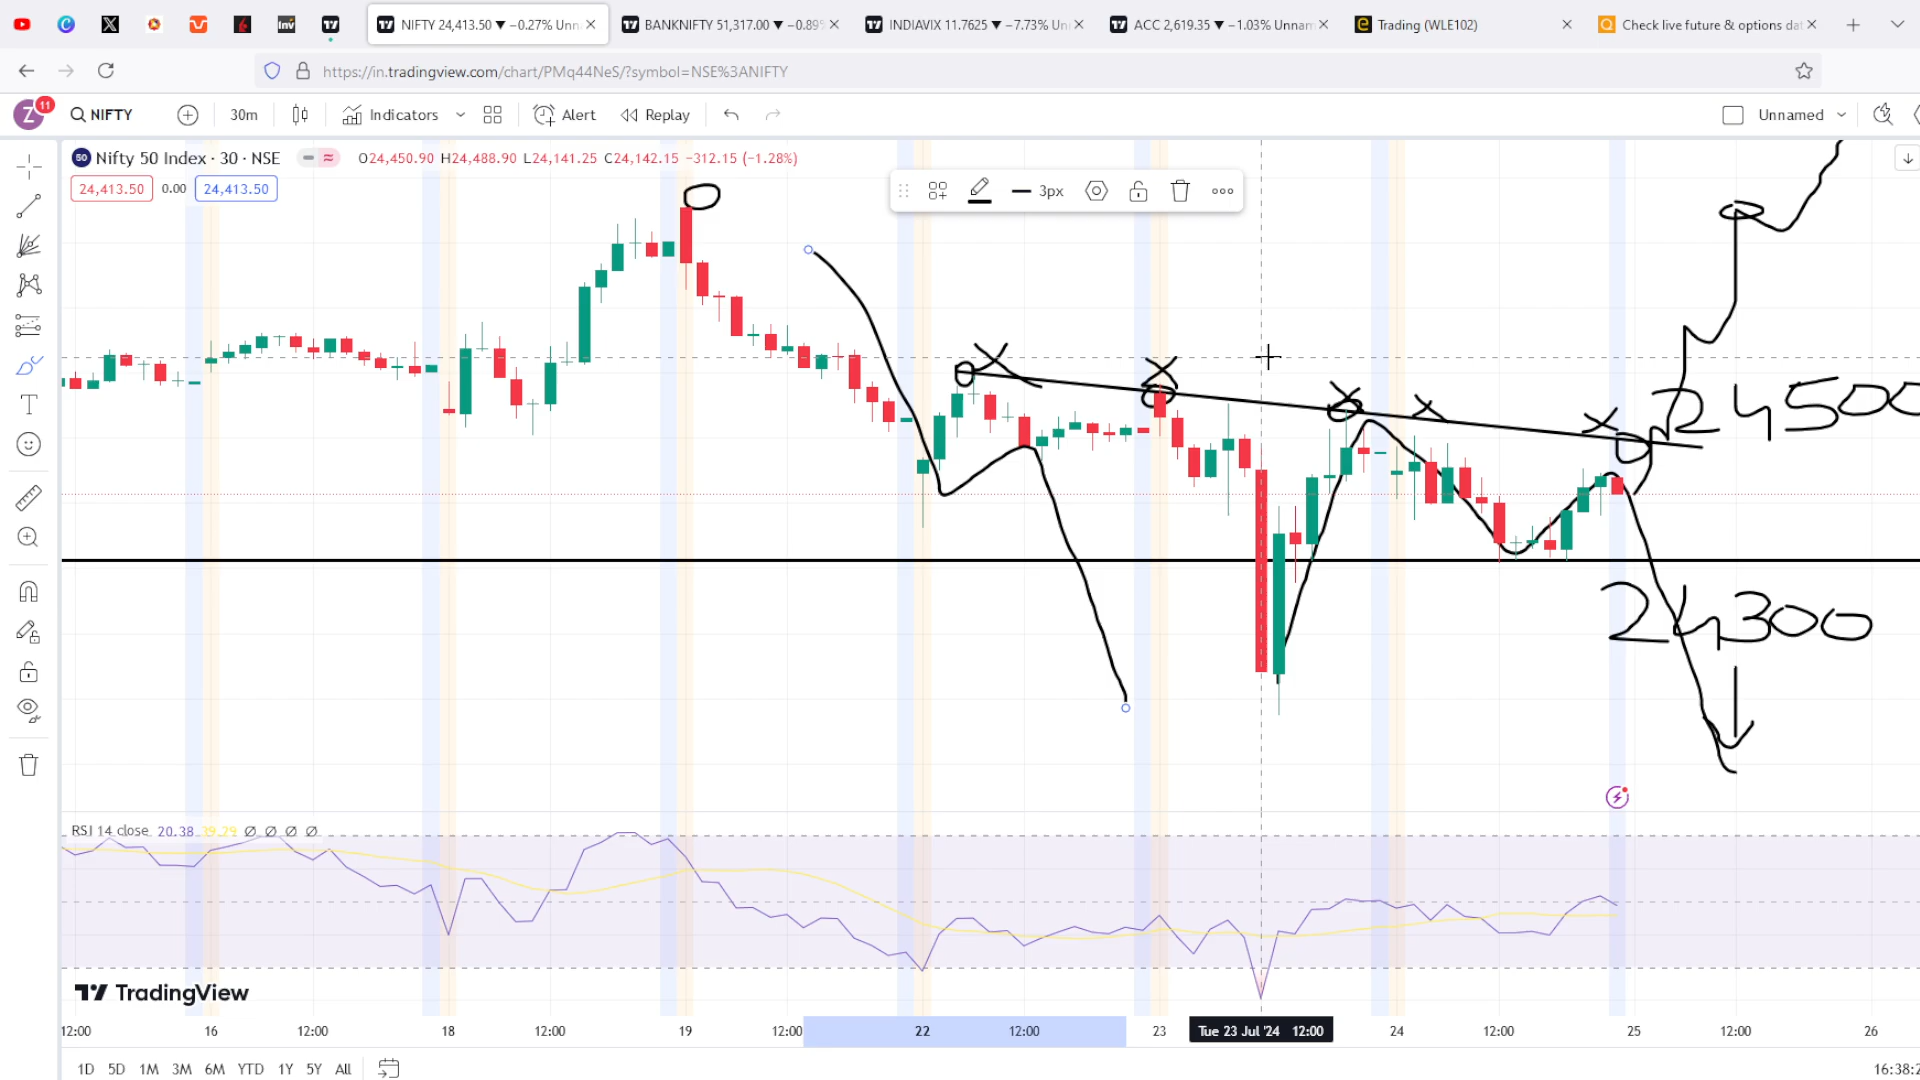 NIFTY 24,413.50 ▼ −0.27% Unn
BANKNIFTY 51,317.00 ▼ −0.89%
INDIAVIX 11.7625 ▼ −7.73% Un
ACC 2,619.35 ▼ −1.03% Unnam
Trading (WLE102)
Check live future & options dat
https://in.tradingview.com/chart/PMq44NeS/?symbol=NSE%3ANIFTY
Z 11 NIFTY 30m Indicators Alert Replay Unnamed
50 Nifty 50 Index · 30 · NSE O24,450.90 H24,488.90 L24,141.25 C24,142.15 −312.15 (−1.28%)
24,413.50 0.00 24,413.50
3px
24500
24300
RSI 14 close 20.38 39.29 Ø Ø Ø Ø
TradingView
12:00 16 12:00 18 12:00 19 12:00 22 12:00 23 Tue 23 Jul '24 12:00 24 12:00 25 12:00 26
1D 5D 1M 3M 6M YTD 1Y 5Y All 16:38:2